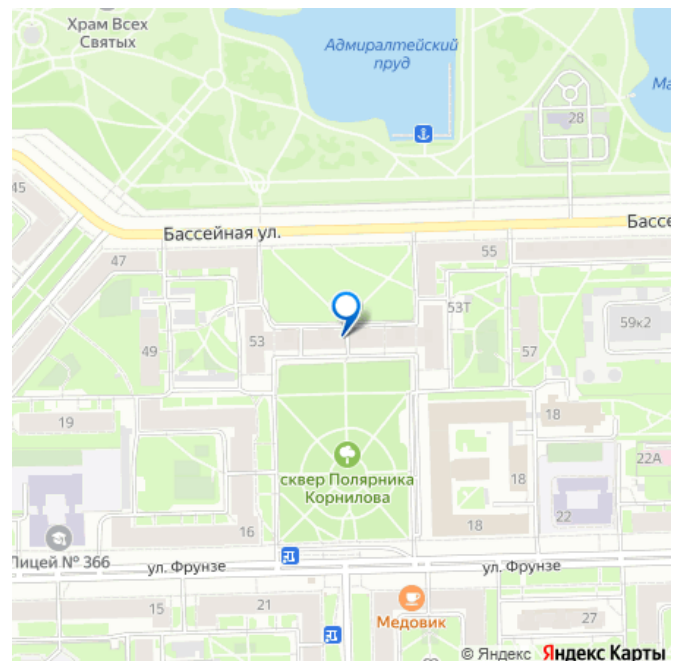 Храм Всех
Святых
Адмиралтейский
пруд
Ма
28
45
Бассейная ул.
Бассе
47
55
53Т
53
49
57
59к2
19
18
22А
сквер Полярника
Корнилова
18
22
16
18
Лицей № 366
ул. Фрунзе
ул. Фрунзе
15
21
Медовик
27
© Яндекс Яндекс Карты